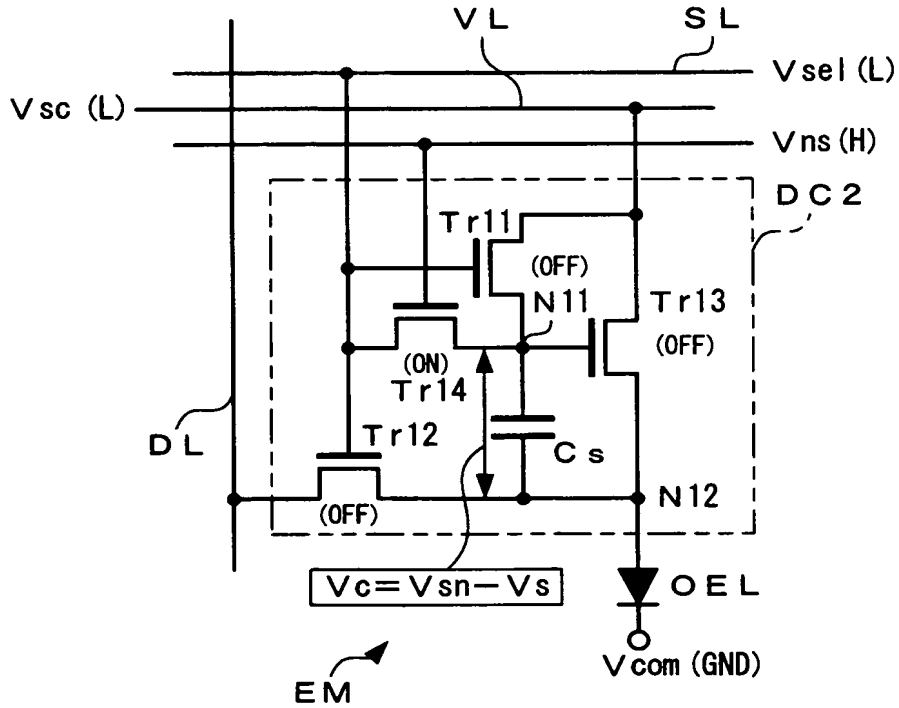 VL
SL
Vsel(L)
Vsc(L)
Vns(H)
DC2
Tr11
(OFF)
N11
Tr13
(OFF)
(ON)
Tr14
DL
Tr12
Cs
(OFF)
N12
Vc=Vsn-Vs
OEL
Vcom(GND)
EM